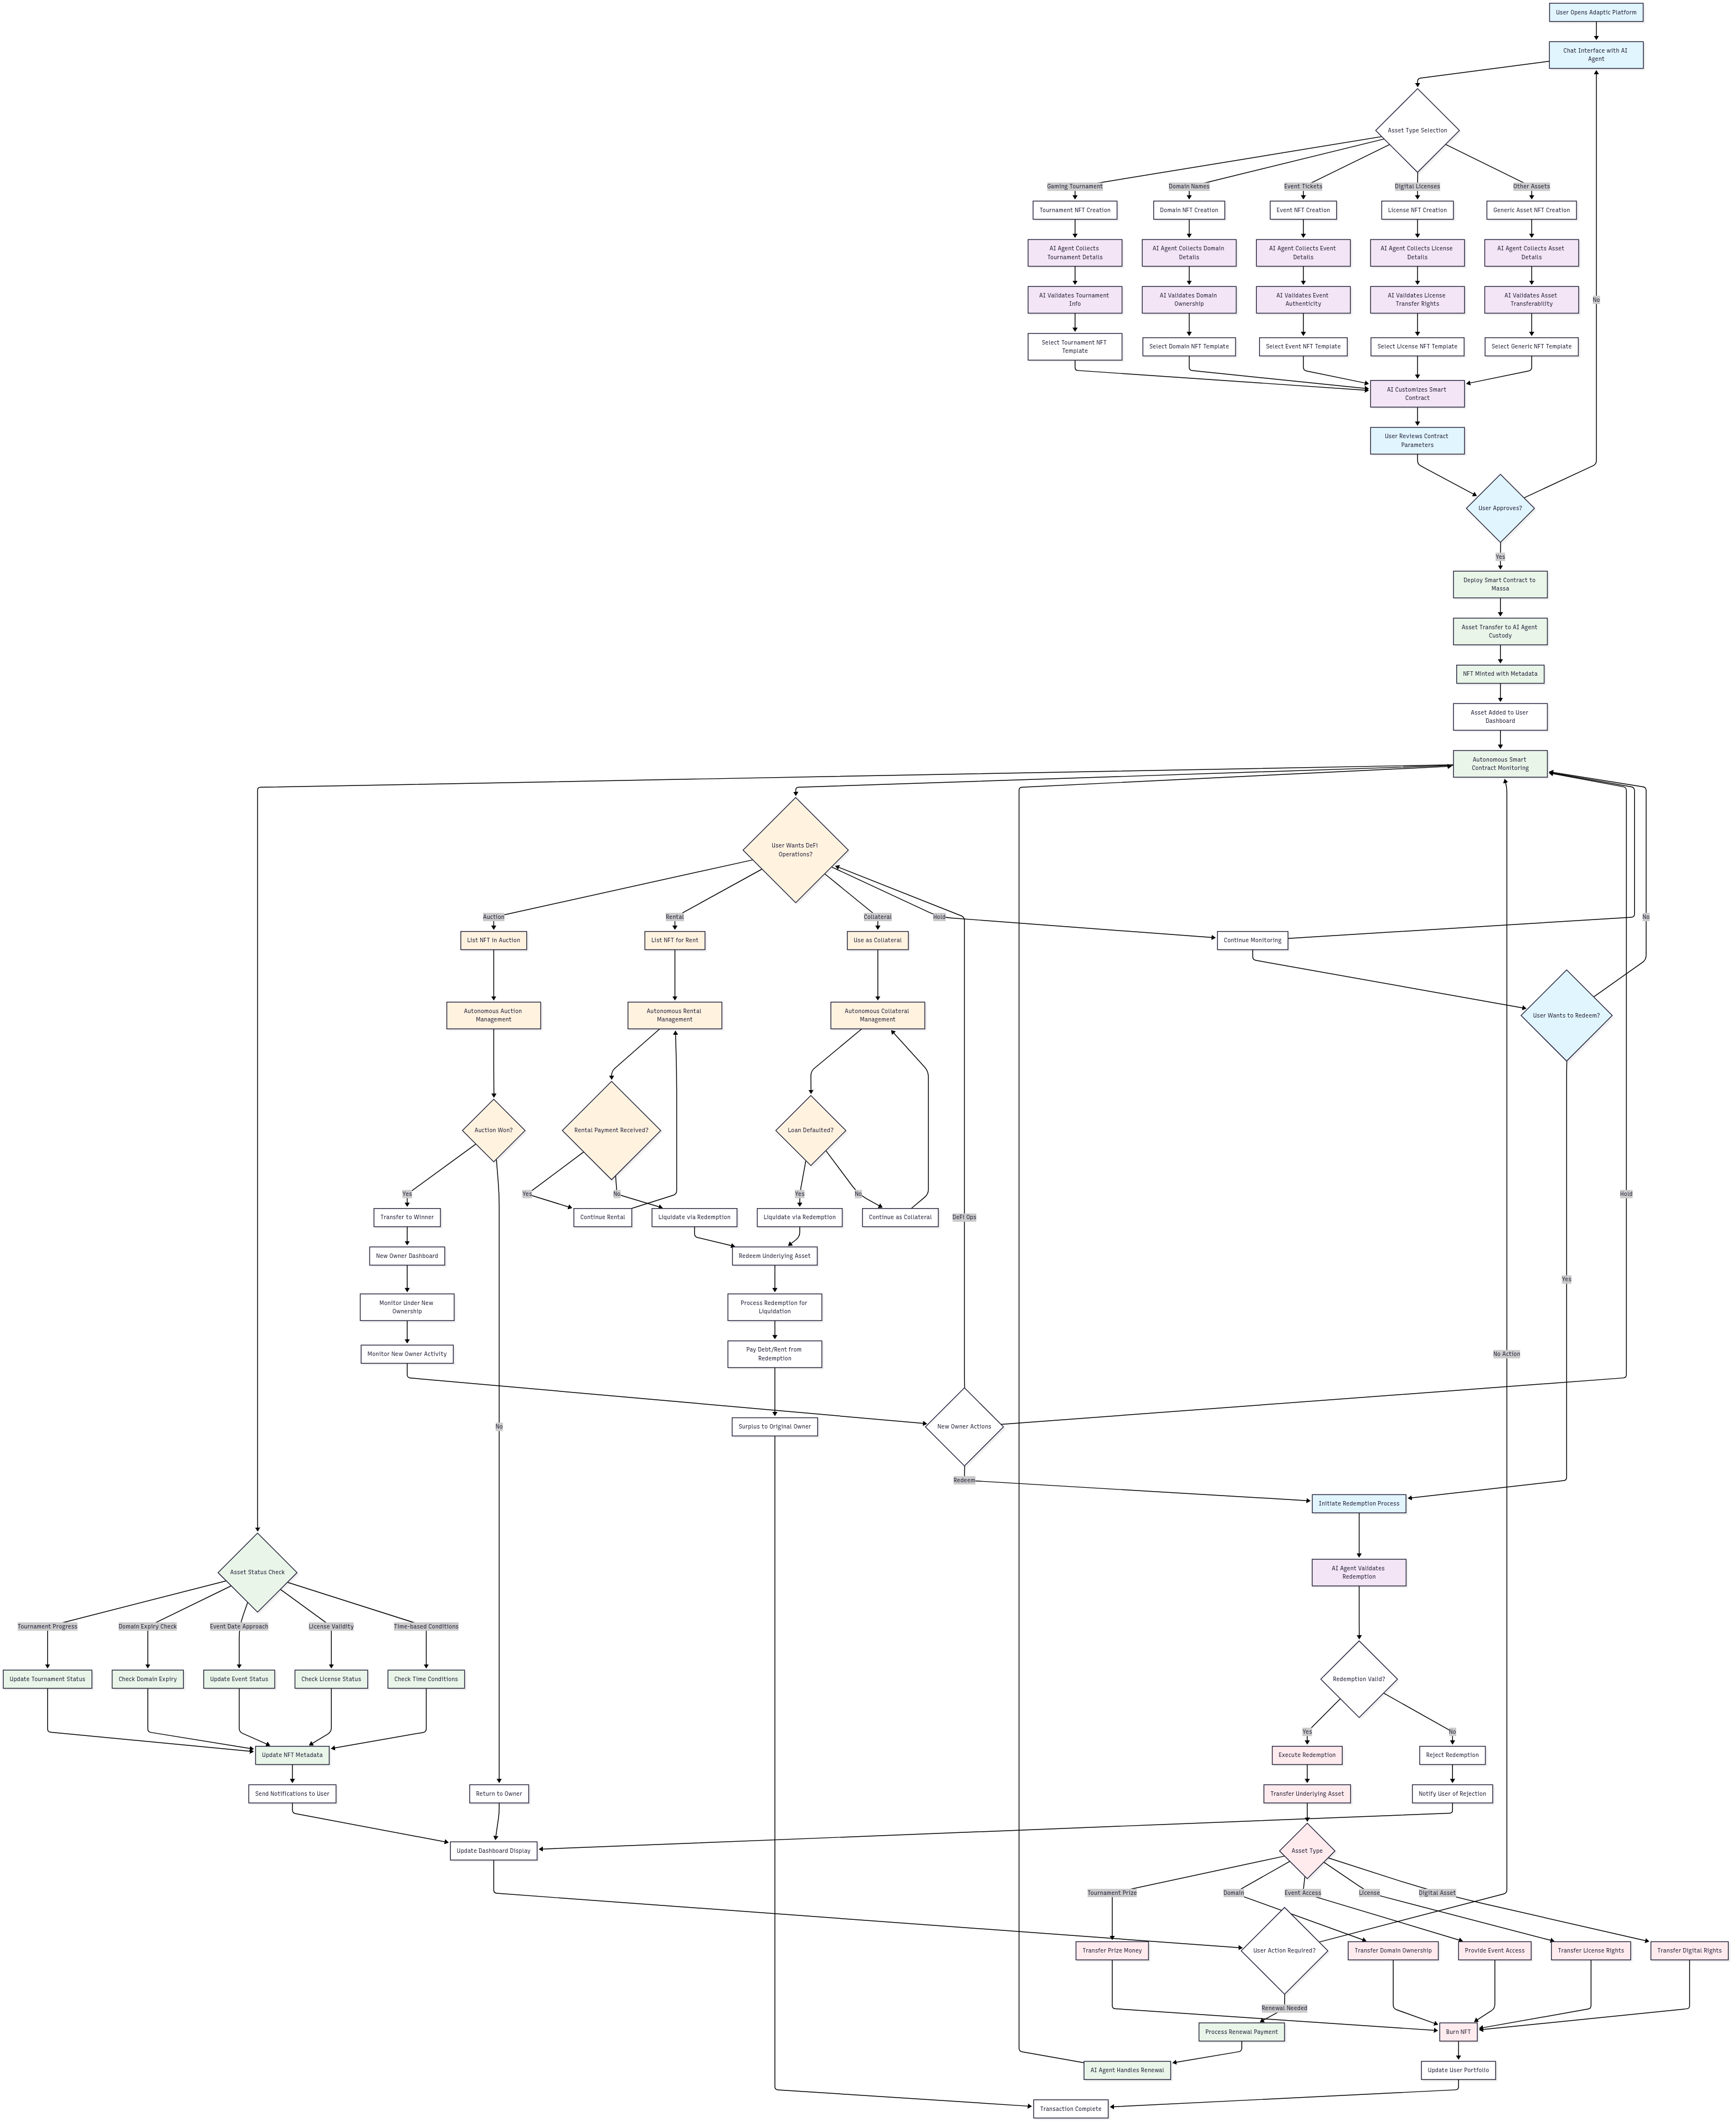 User Opens Adaptic Platform
Chat Interface with AI
Agent
Asset Type Selection
Gaming Tournament
Domain Names
Event Tickets
Digital Licenses
Other Assets
Tournament NFT Creation
Domain NFT Creation
Event NFT Creation
License NFT Creation
Generic Asset NFT Creation
AI Agent Collects
Tournament Details
AI Agent Collects Domain
Details
AI Agent Collects Event
Details
AI Agent Collects License
Details
AI Agent Collects Asset
Details
AI Validates Tournament
Info
AI Validates Domain
Ownership
AI Validates Event
Authenticity
AI Validates License
Transfer Rights
AI Validates Asset
Transferability
No
Select Tournament NFT
Template
Select Domain NFT Template
Select Event NFT Template
Select License NFT Template
Select Generic NFT Template
AI Customizes Smart
Contract
User Reviews Contract
Parameters
User Approves?
Yes
Deploy Smart Contract to
Massa
Asset Transfer to AI Agent
Custody
NFT Minted with Metadata
Asset Added to User
Dashboard
Autonomous Smart
Contract Monitoring
User Wants DeFi
Operations?
Auction
Rental
Collateral
Hold
No
List NFT in Auction
List NFT for Rent
Use as Collateral
Continue Monitoring
Autonomous Auction
Management
Autonomous Rental
Management
Autonomous Collateral
Management
User Wants to Redeem?
Auction Won?
Rental Payment Received?
Loan Defaulted?
Yes
Yes
No
Yes
No
Hold
Transfer to Winner
Continue Rental
Liquidate via Redemption
Liquidate via Redemption
Continue as Collateral
DeFi Ops
New Owner Dashboard
Redeem Underlying Asset
Yes
Monitor Under New
Ownership
Process Redemption for
Liquidation
Monitor New Owner Activity
Pay Debt/Rent from
Redemption
No Action
No
Surplus to Original Owner
New Owner Actions
Redeem
Initiate Redemption Process
Asset Status Check
AI Agent Validates
Redemption
Tournament Progress
Domain Expiry Check
Event Date Approach
License Validity
Time-based Conditions
Update Tournament Status
Check Domain Expiry
Update Event Status
Check License Status
Check Time Conditions
Redemption Valid?
Yes
No
Update NFT Metadata
Execute Redemption
Reject Redemption
Send Notifications to User
Return to Owner
Transfer Underlying Asset
Notify User of Rejection
Update Dashboard Display
Asset Type
Tournament Prize
Domain
Event Access
License
Digital Asset
Transfer Prize Money
User Action Required?
Transfer Domain Ownership
Provide Event Access
Transfer License Rights
Transfer Digital Rights
Renewal Needed
Process Renewal Payment
Burn NFT
AI Agent Handles Renewal
Update User Portfolio
Transaction Complete